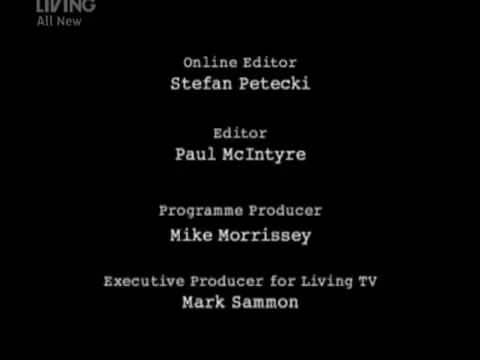 LIVING
All New
Online Editor
Stefan Petecki
Editor
Paul McIntyre
Programme Producer
Mike Morrissey
Executive Producer for Living TV
Mark Sammon